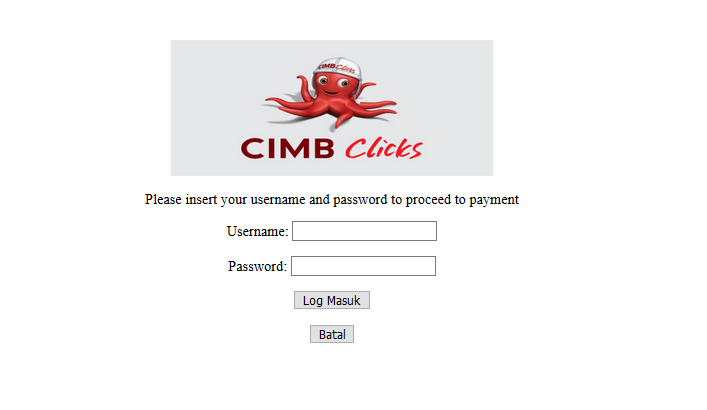 CIMB Clicks
CIMB Clicks
Please insert your username and password to proceed to payment
Username:
Password:
Log Masuk
Batal